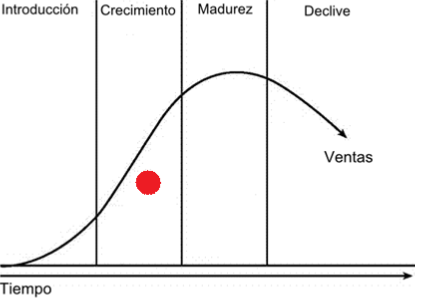 Introducción
Crecimiento
Madurez
Declive
Ventas
Tiempo